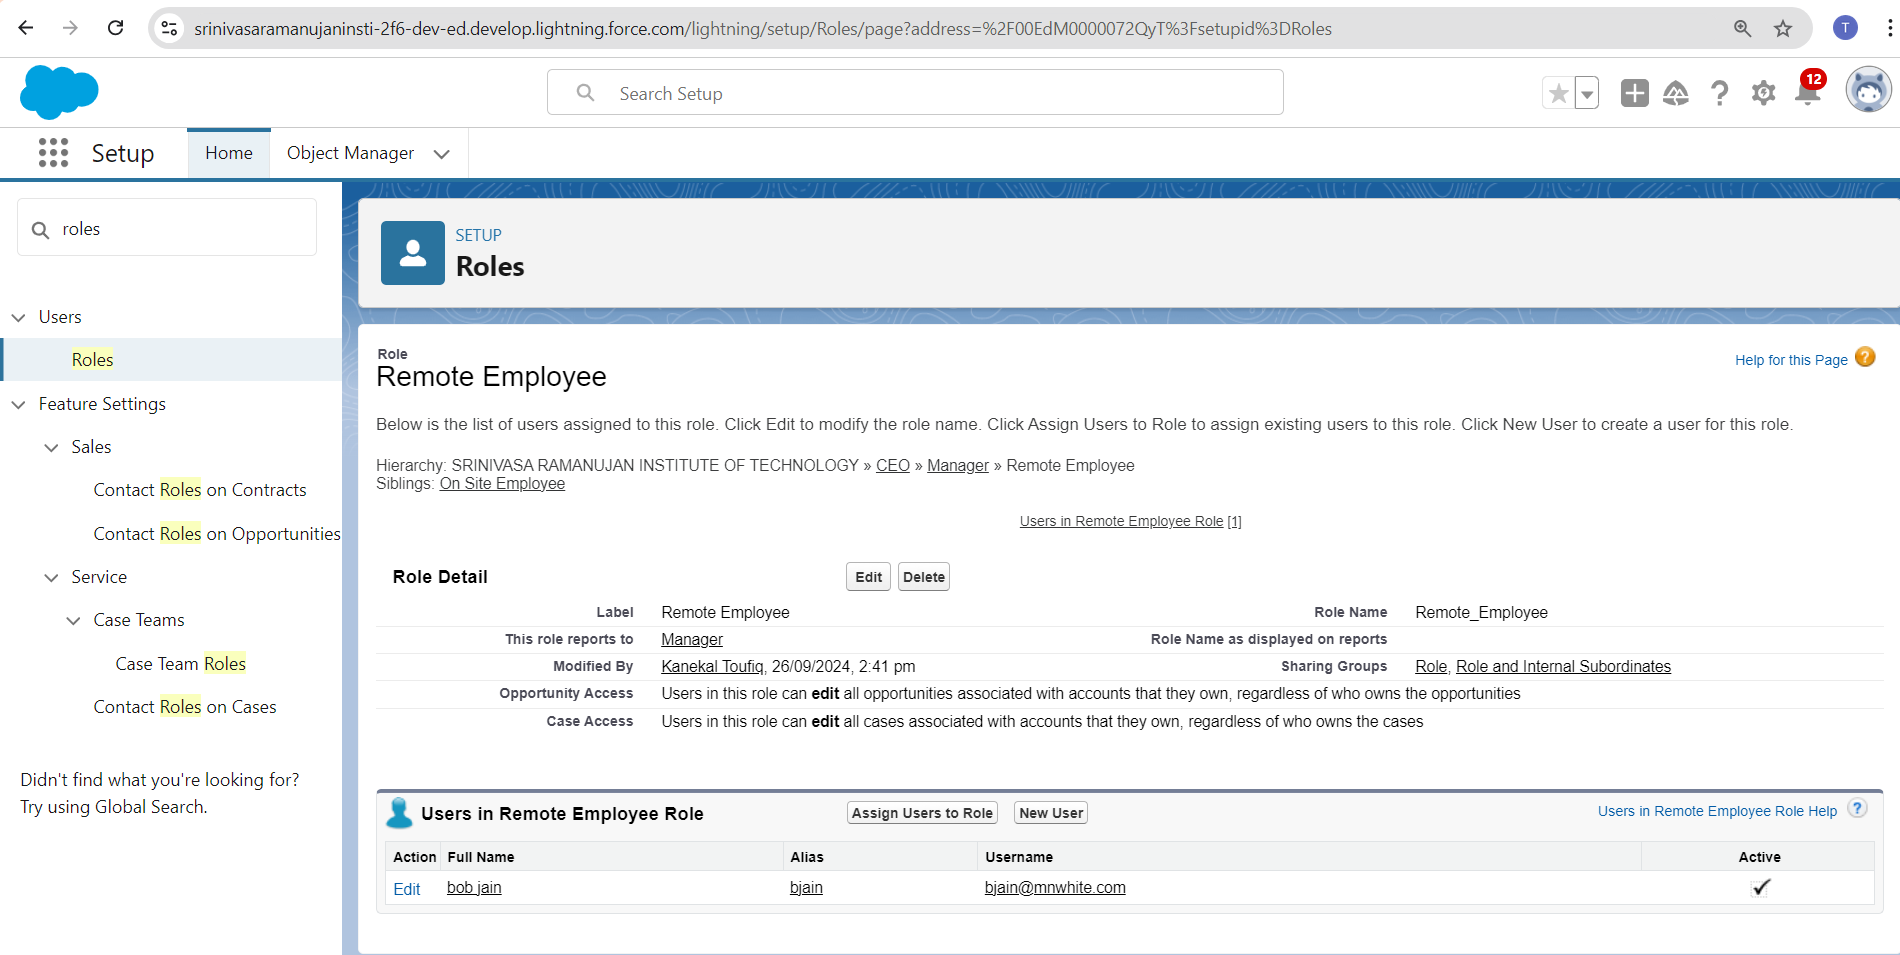 srinivasaramanujaninsti-2f6-dev-ed.develop.lightning.force.com/lightning/setup/Roles/page?address=%2F00EdM0000072QyT%3Fsetupid%3DRoles
T
Search Setup
12
Setup
Home
Object Manager
roles
Users
Roles
Feature Settings
Sales
Contact Roles on Contracts
Contact Roles on Opportunities
Service
Case Teams
Case Team Roles
Contact Roles on Cases
Didn't find what you're looking for?
Try using Global Search.
SETUP
Roles
Role
Remote Employee
Help for this Page ?
Below is the list of users assigned to this role. Click Edit to modify the role name. Click Assign Users to Role to assign existing users to this role. Click New User to create a user for this role.
Hierarchy: SRINIVASA RAMANUJAN INSTITUTE OF TECHNOLOGY » CEO » Manager » Remote Employee
Siblings: On Site Employee
Users in Remote Employee Role [1]
Role Detail Edit Delete
Label Remote Employee Role Name Remote_Employee
This role reports to Manager Role Name as displayed on reports
Modified By Kanekal Toufiq, 26/09/2024, 2:41 pm Sharing Groups Role, Role and Internal Subordinates
Opportunity Access Users in this role can edit all opportunities associated with accounts that they own, regardless of who owns the opportunities
Case Access Users in this role can edit all cases associated with accounts that they own, regardless of who owns the cases
Users in Remote Employee Role Assign Users to Role New User Users in Remote Employee Role Help ?
Action Full Name Alias Username Active
Edit bob jain bjain bjain@mnwhite.com